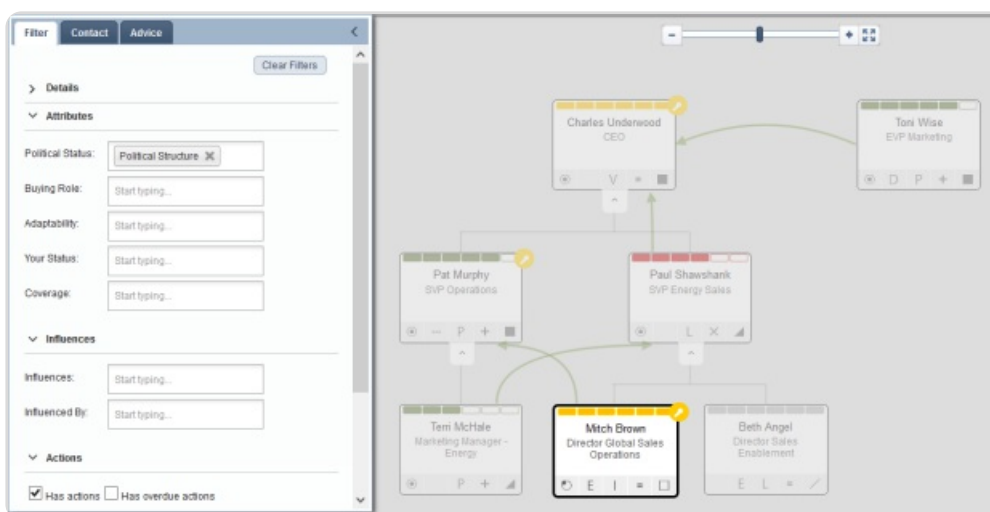 Filter Contact Advice
Clear Filters
Details
Attributes
Political Status: Political Structure
Buying Role: Start typing...
Adaptability: Start typing...
Your Status: Start typing...
Coverage: Start typing...
Influences
Influences: Start typing...
Influenced By: Start typing...
Actions
Has actions Has overdue actions
Charles Underwood
CEO
V =
Toni Wise
EVP Marketing
D P +
Pat Murphy
SVP Operations
– P +
Paul Shawshank
SVP Energy Sales
L X
Terri McHale
Marketing Manager –
Energy
P +
Mitch Brown
Director Global Sales
Operations
E I =
Beth Angel
Director Sales
Enablement
E L =